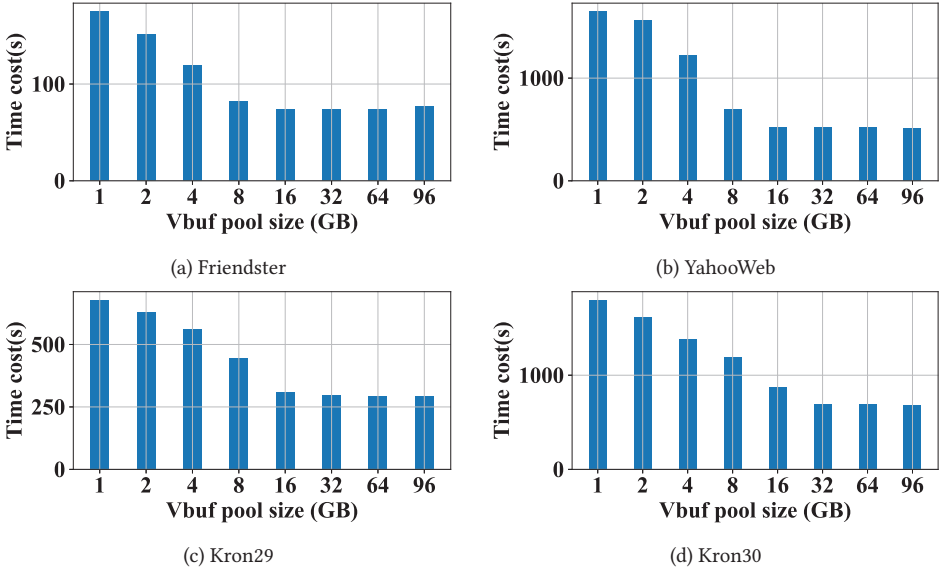 Time cost(s)
100
0
1 2 4 8 16 32 64 96
Vbuf pool size (GB)
(a) Friendster
Time cost(s)
1000
0
1 2 4 8 16 32 64 96
Vbuf pool size (GB)
(b) YahooWeb
Time cost(s)
500
250
0
1 2 4 8 16 32 64 96
Vbuf pool size (GB)
(c) Kron29
Time cost(s)
1000
0
1 2 4 8 16 32 64 96
Vbuf pool size (GB)
(d) Kron30